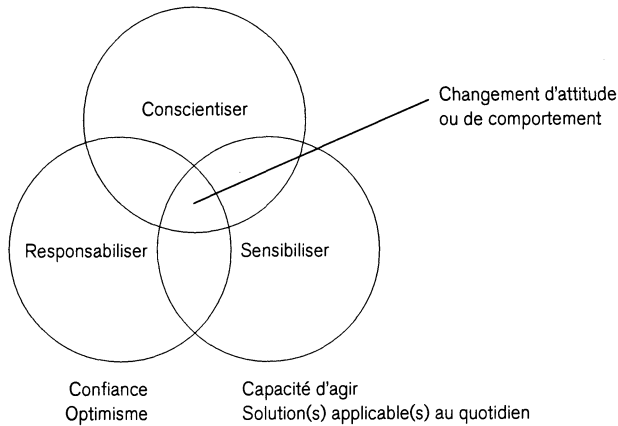 Conscientiser
Changement d'attitude
ou de comportement
Responsabiliser
Sensibiliser
Confiance
Optimisme
Capacité d'agir
Solution(s) applicable(s) au quotidien